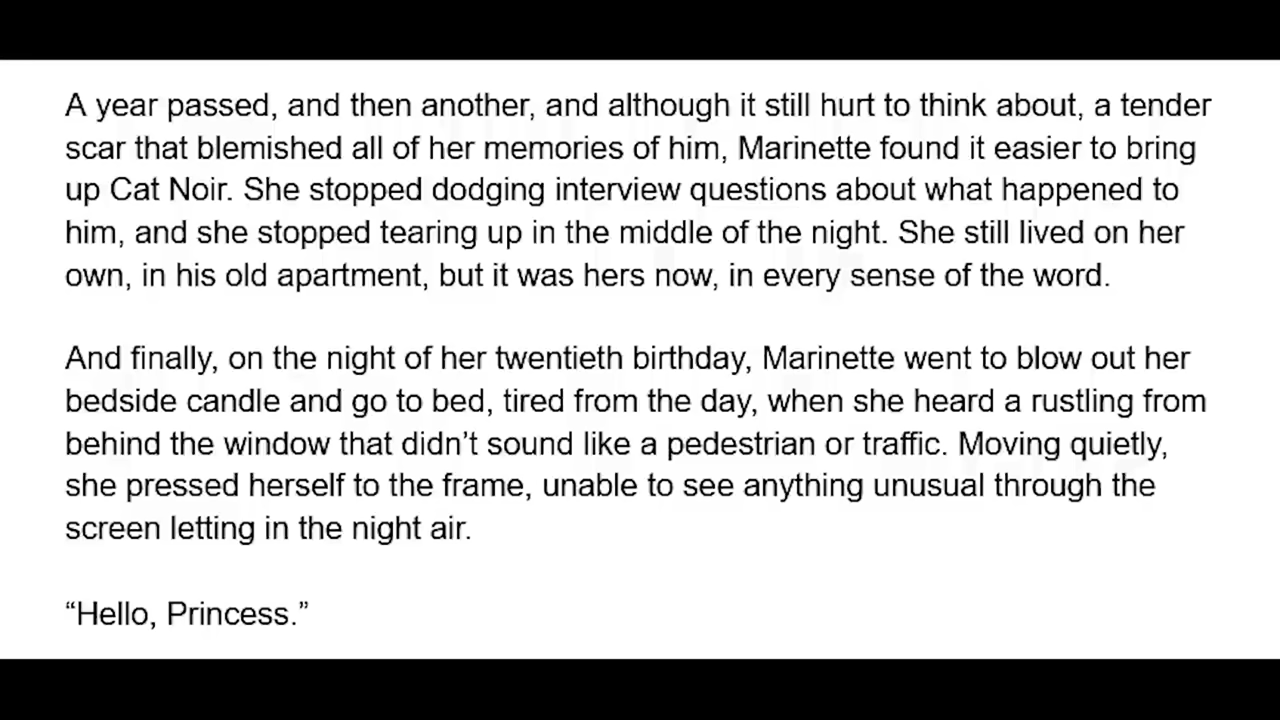 A year passed, and then another, and although it still hurt to think about, a tender
scar that blemished all of her memories of him, Marinette found it easier to bring
up Cat Noir. She stopped dodging interview questions about what happened to
him, and she stopped tearing up in the middle of the night. She still lived on her
own, in his old apartment, but it was hers now, in every sense of the word.
And finally, on the night of her twentieth birthday, Marinette went to blow out her
bedside candle and go to bed, tired from the day, when she heard a rustling from
behind the window that didn’t sound like a pedestrian or traffic. Moving quietly,
she pressed herself to the frame, unable to see anything unusual through the
screen letting in the night air.
“Hello, Princess.”